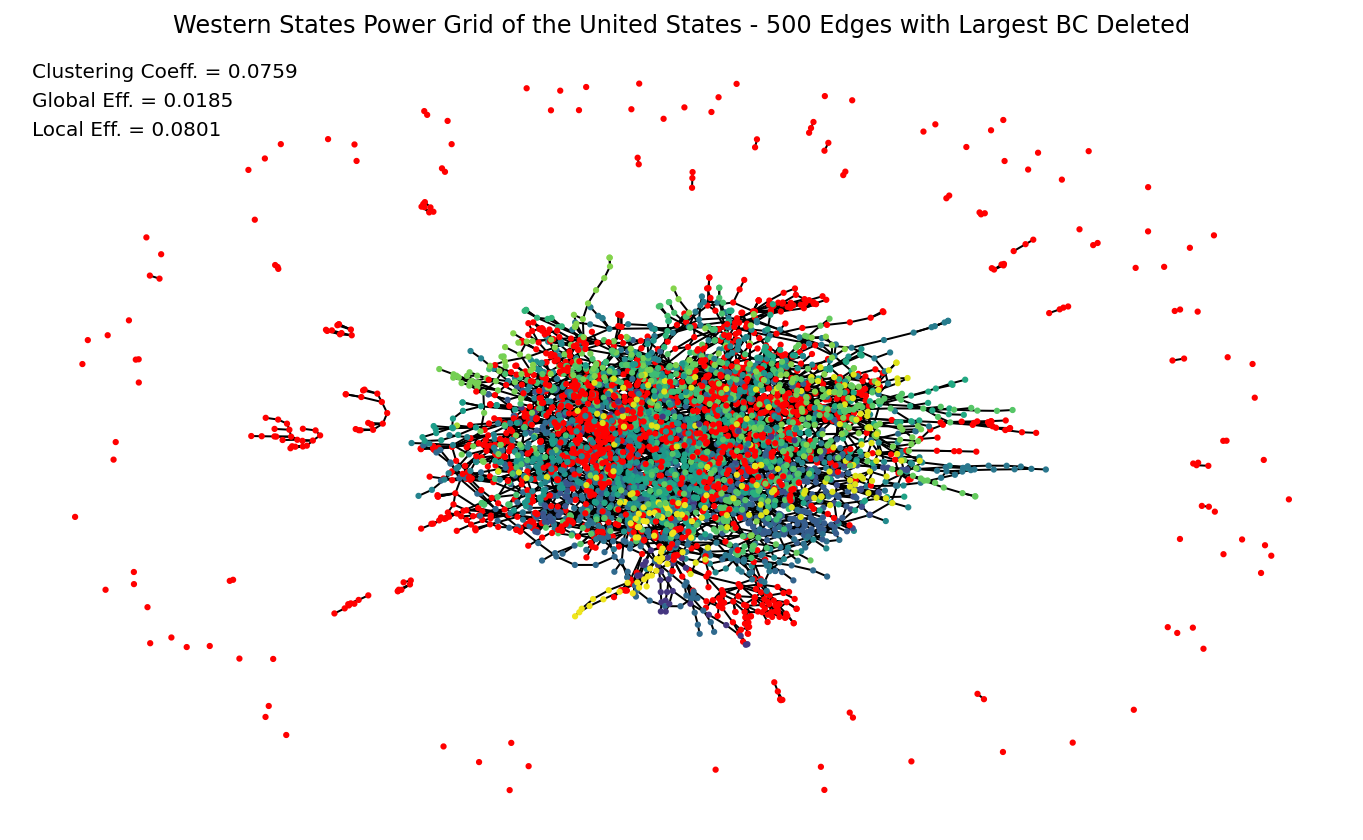 Western States Power Grid of the United States - 500 Edges with Largest BC Deleted
Clustering Coeff. = 0.0759
Global Eff. = 0.0185
Local Eff. = 0.0801